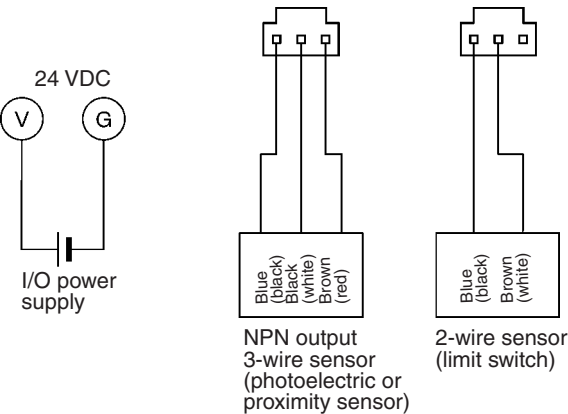 24 VDC
V
G
I/O power
supply
Blue
(black)
Black
(white)
Brown
(red)
NPN output
3-wire sensor
(photoelectric or
proximity sensor)
Blue
(black)
Brown
(white)
2-wire sensor
(limit switch)